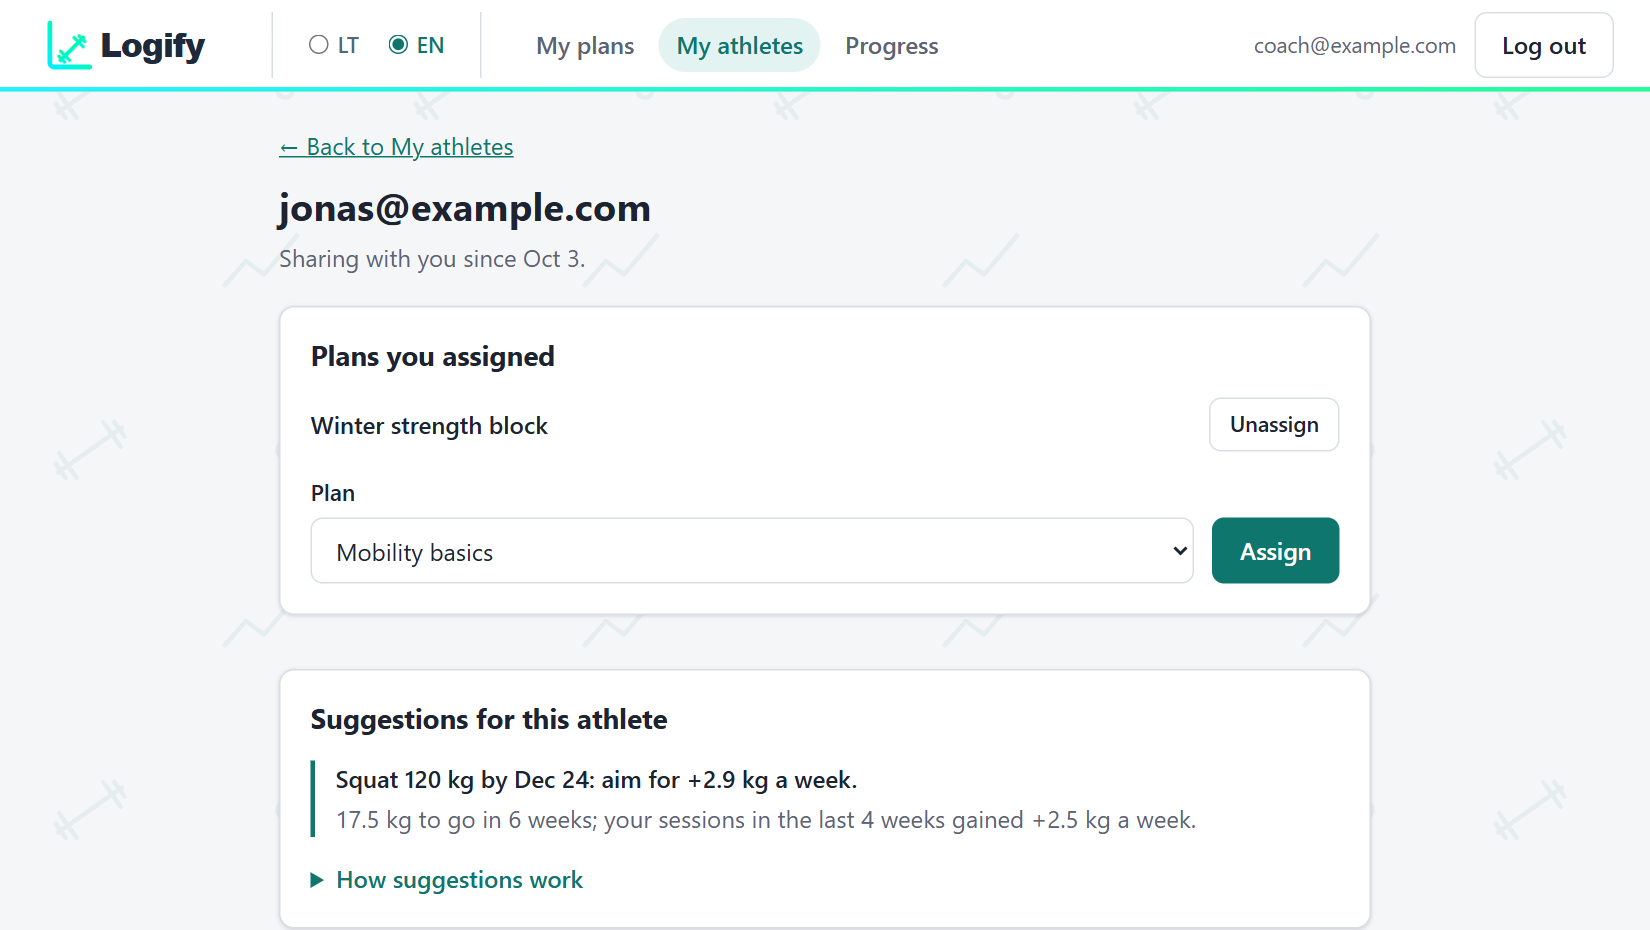 Logify
LT EN
My plans My athletes Progress
coach@example.com Log out
← Back to My athletes
jonas@example.com
Sharing with you since Oct 3.
Plans you assigned
Winter strength block Unassign
Plan
Mobility basics Assign
Suggestions for this athlete
Squat 120 kg by Dec 24: aim for +2.9 kg a week.
17.5 kg to go in 6 weeks; your sessions in the last 4 weeks gained +2.5 kg a week.
How suggestions work